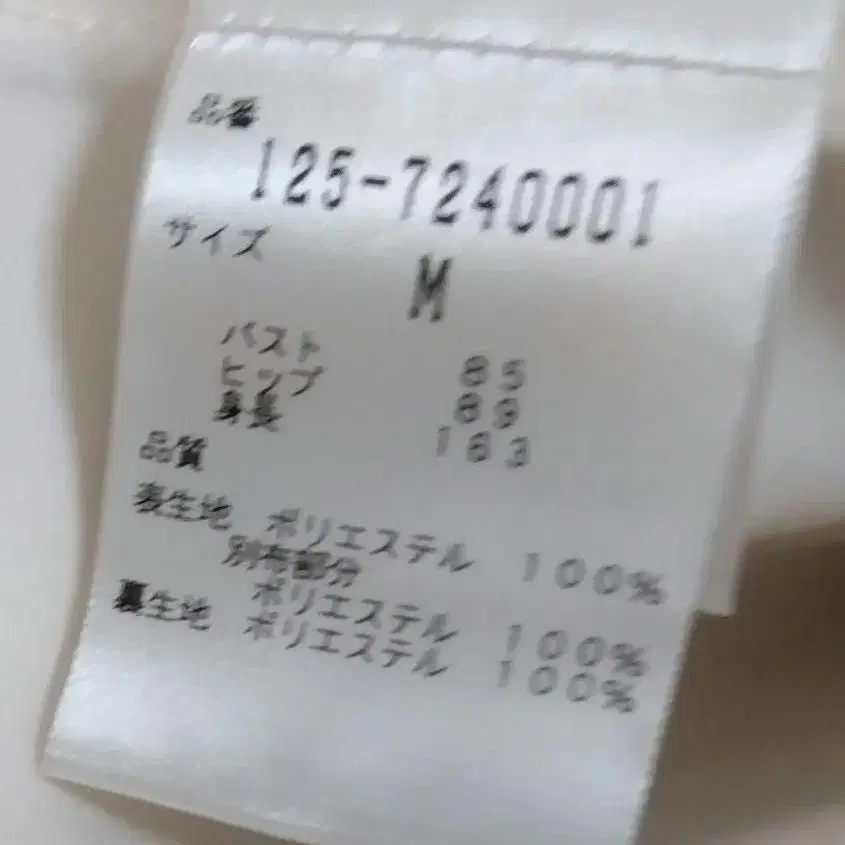 品番
125-7240001
サイズ
M
バスト 85
ヒップ 89
身長 163
品質
表生地 ポリエステル 100%
別布部分
ポリエステル 100%
裏生地 ポリエステル 100%